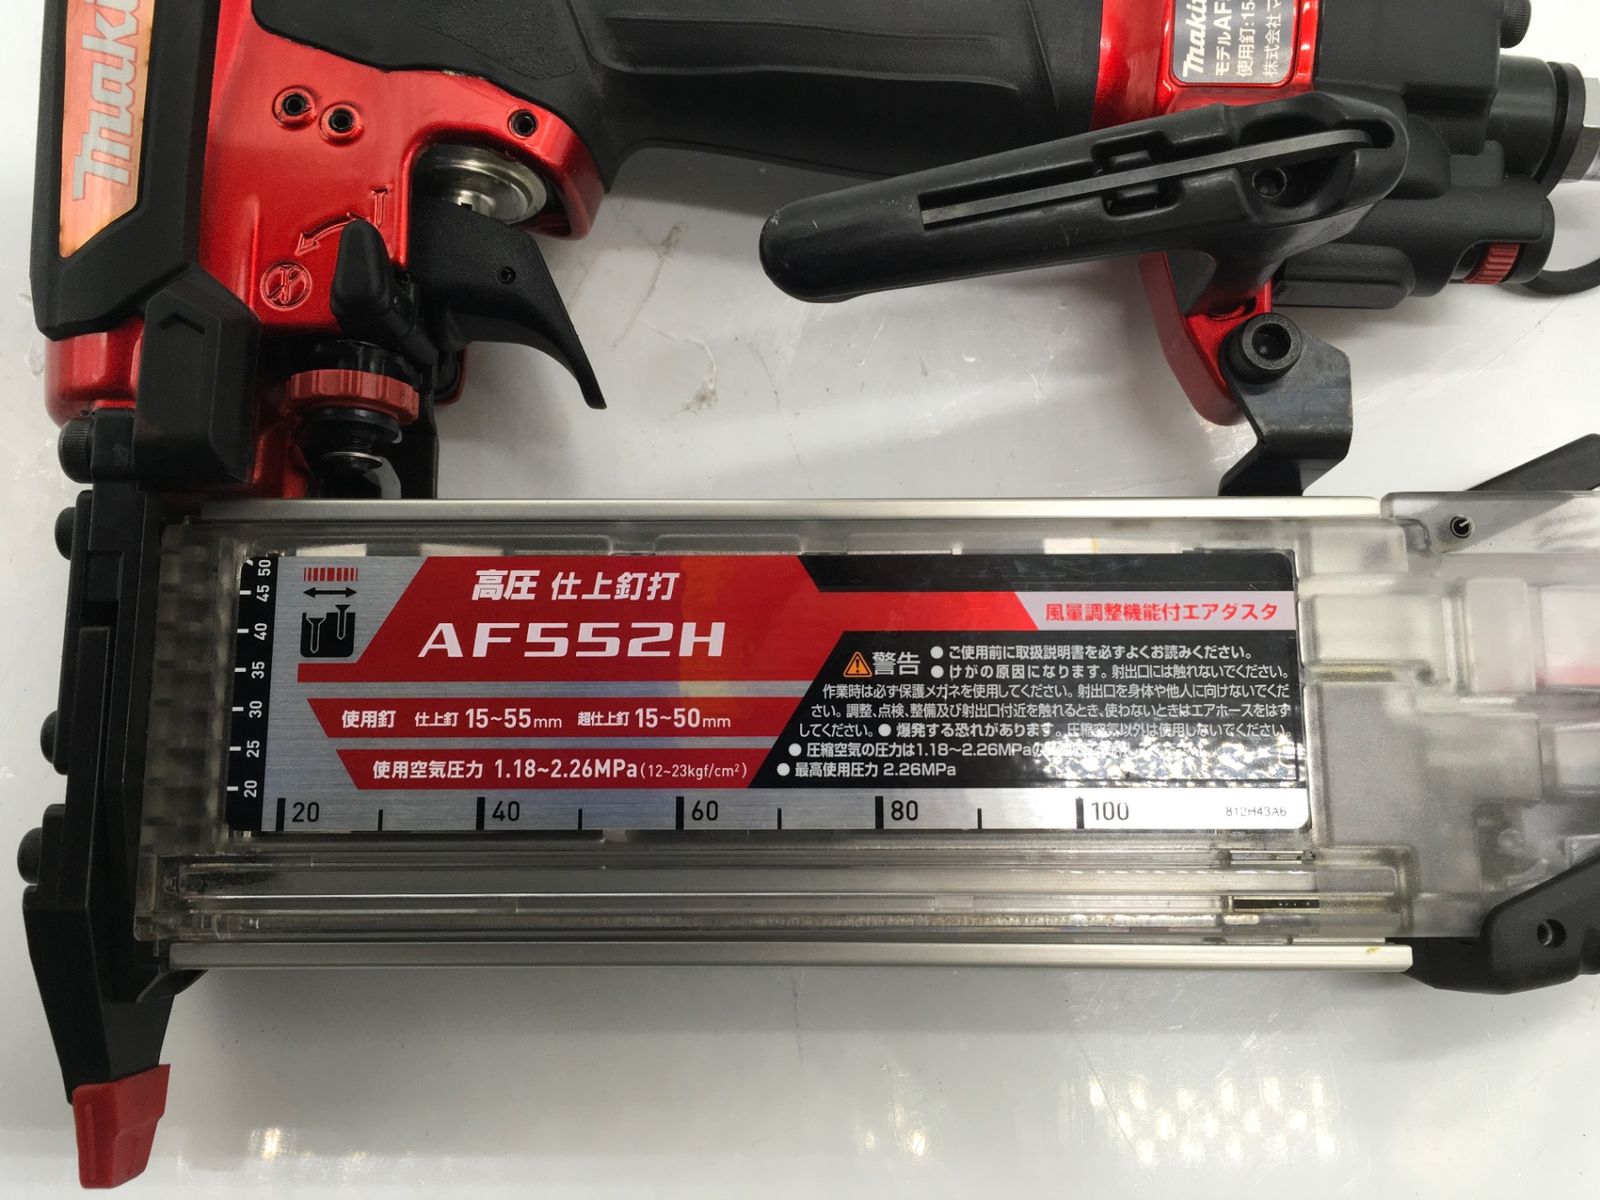 Makita
Makita
モデルAF
使用釘:15
株式会社マ
高圧 仕上釘打
AF552H
風量調整機能付エアダスタ
使用釘 仕上釘 15~55mm 超仕上釘 15~50mm
使用空気圧力 1.18~2.26MPa(12~23kgf/cm²)
警告
● ご使用前に取扱説明書を必ずよくお読みください。
● けがの原因になります。射出口には触れないでください。
作業時は必ず保護メガネを使用してください。射出口を身体や他人に向けないでくだ
さい。調整、点検、整備及び射出口付近を触れるとき、使わないときはエアホースをはず
してください。● 爆発する恐れがあります。圧縮空気以外は使用しないでください。
● 圧縮空気の圧力は1.18~2.26MPaの
● 最高使用圧力 2.26MPa
50
45
40
35
30
25
20
20 40 60 80 100
812H43A6